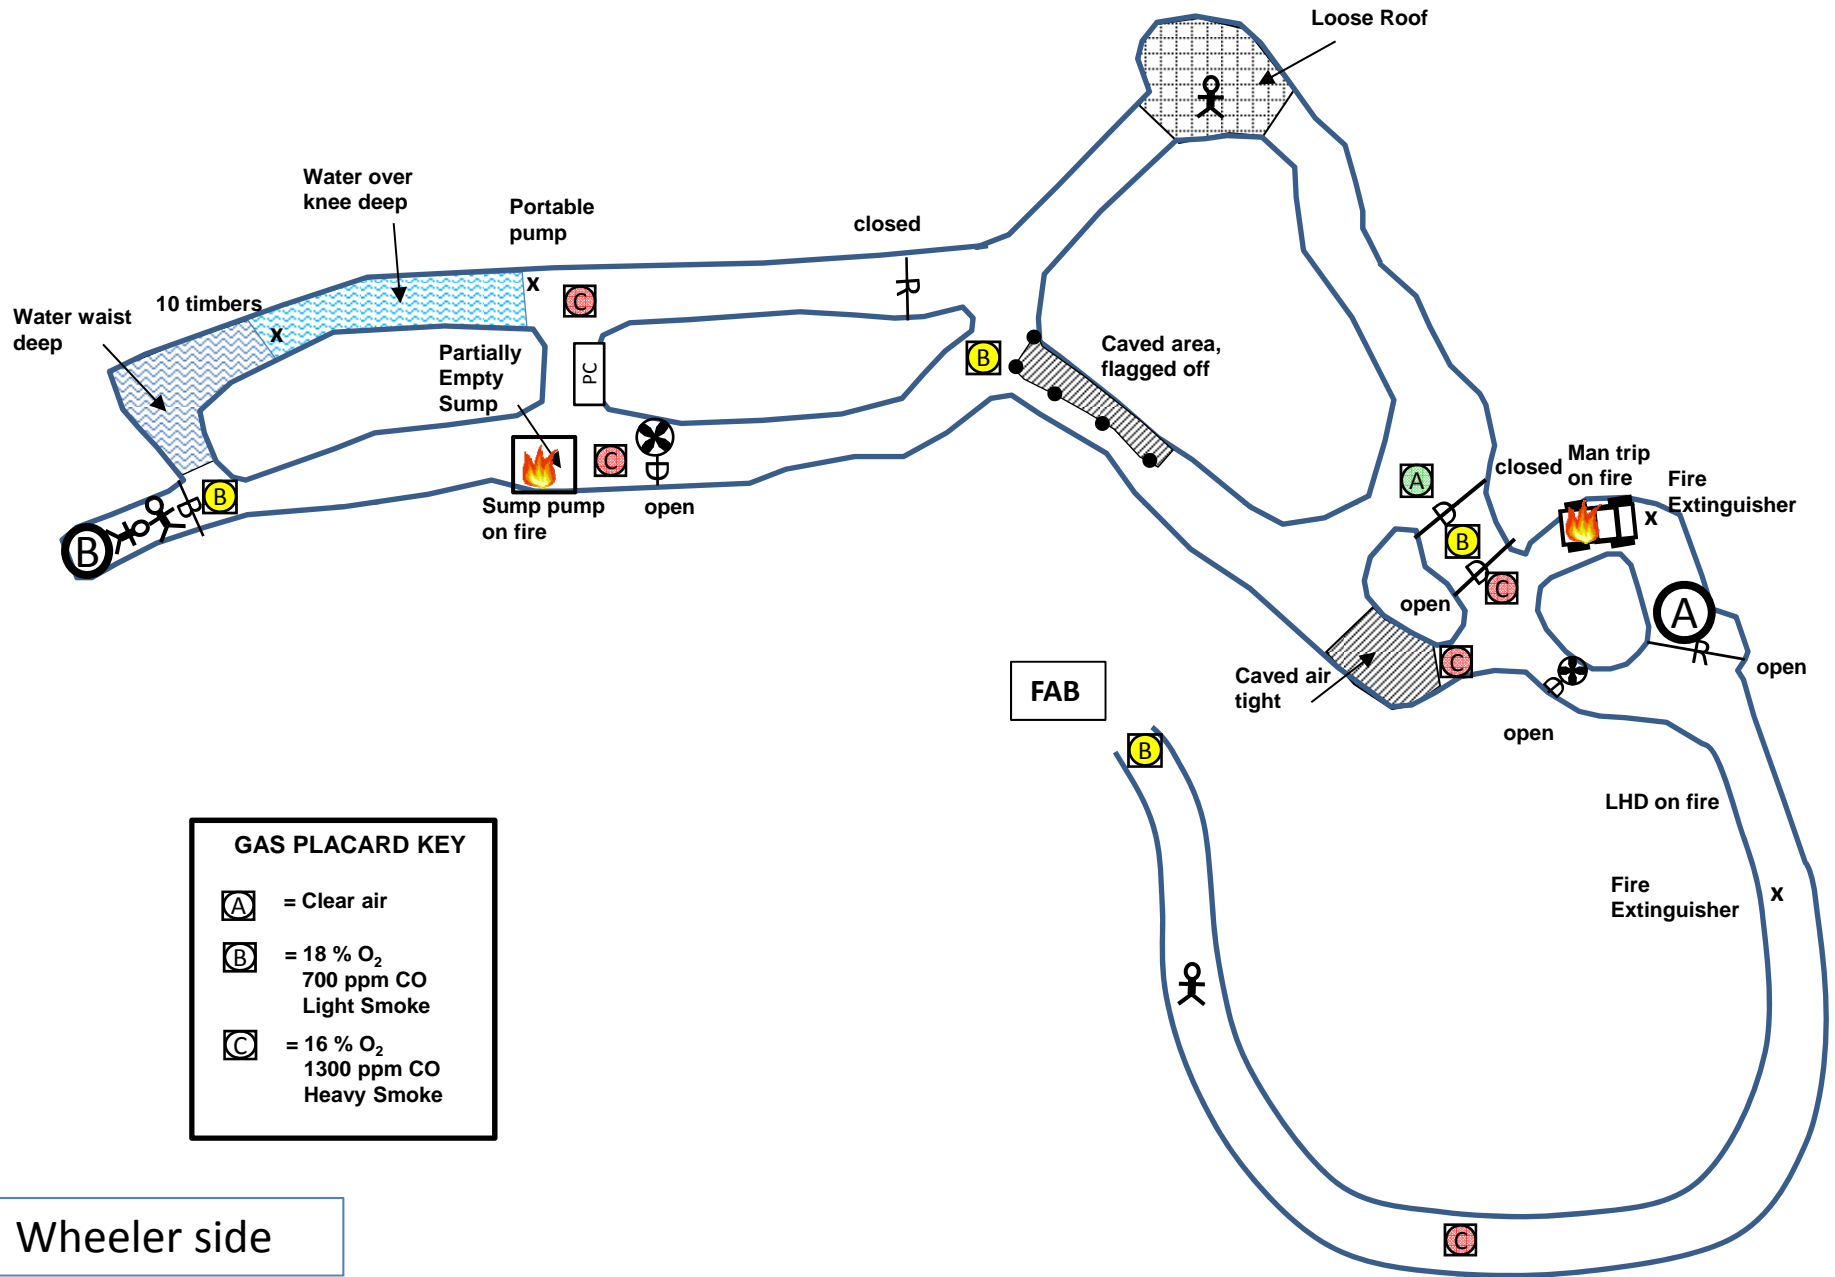 Loose Roof
Water over
knee deep
Portable
pump
closed
R
x
C
10 timbers
x
Water waist
deep
Partially
Empty
Sump
PC
B
Caved area,
flagged off
C
D
open
Sump pump
on fire
B
D
B
A
closed
D
B
D
C
open
Man trip
on fire
Fire
Extinguisher
x
A
R
open
C
Caved air
tight
D
open
FAB
B
LHD on fire
Fire
Extinguisher
x
C
GAS PLACARD KEY
A = Clear air
B = 18 % O₂
700 ppm CO
Light Smoke
C = 16 % O₂
1300 ppm CO
Heavy Smoke
Wheeler side